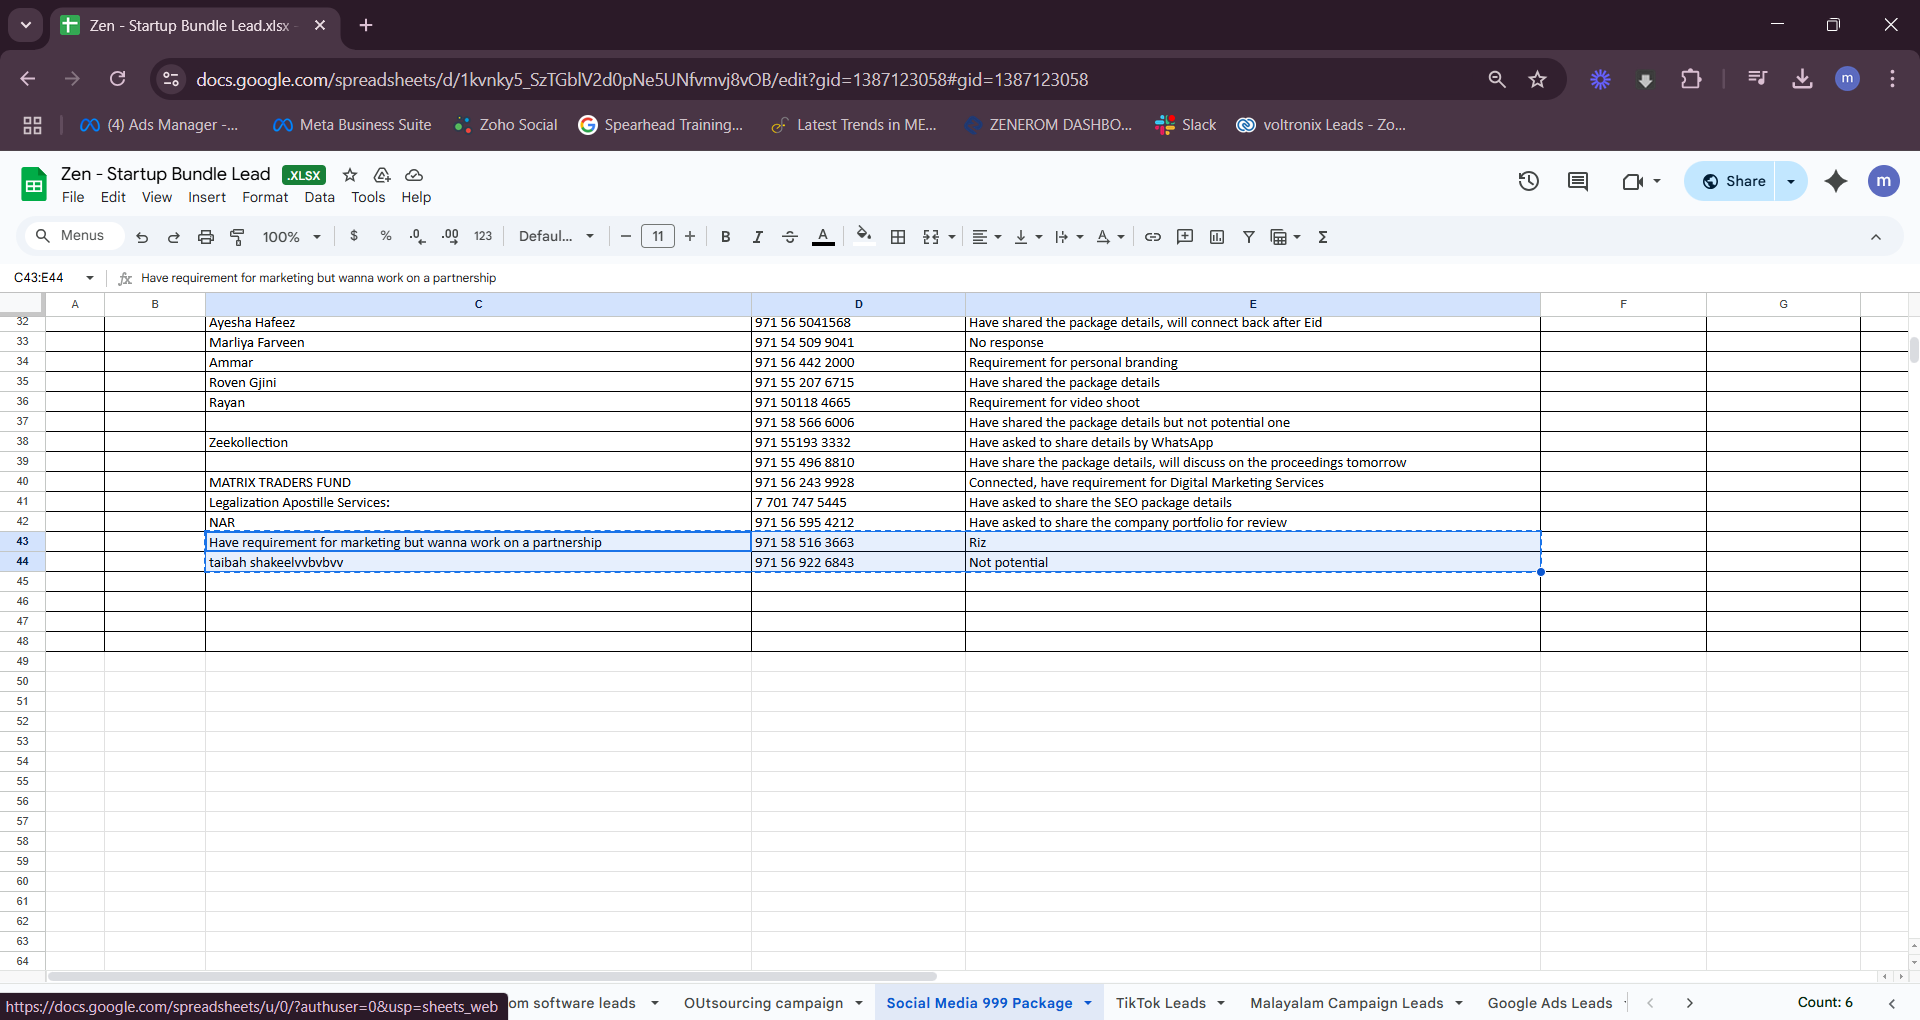 Zen - Startup Bundle Lead.xlsx -
docs.google.com/spreadsheets/d/1kvnky5_SzTGblV2d0pNe5UNfvmvj8vOB/edit?gid=1387123058#gid=1387123058
m
(4) Ads Manager -... Meta Business Suite Zoho Social Spearhead Training... Latest Trends in ME... ZENEROM DASHBO... Slack voltronix Leads - Zo...
Zen - Startup Bundle Lead .XLSX
File Edit View Insert Format Data Tools Help
Share m
Menus 100% $ % .0 .00 123 Defaul... − 11 + B I S A Σ
C43:E44 fx Have requirement for marketing but wanna work on a partnership
A B C D E F G
32 Ayesha Hafeez 971 56 5041568 Have shared the package details, will connect back after Eid
33 Marliya Farveen 971 54 509 9041 No response
34 Ammar 971 56 442 2000 Requirement for personal branding
35 Roven Gjini 971 55 207 6715 Have shared the package details
36 Rayan 971 50118 4665 Requirement for video shoot
37 971 58 566 6006 Have shared the package details but not potential one
38 Zeekollection 971 55193 3332 Have asked to share details by WhatsApp
39 971 55 496 8810 Have share the package details, will discuss on the proceedings tomorrow
40 MATRIX TRADERS FUND 971 56 243 9928 Connected, have requirement for Digital Marketing Services
41 Legalization Apostille Services: 7 701 747 5445 Have asked to share the SEO package details
42 NAR 971 56 595 4212 Have asked to share the company portfolio for review
43 Have requirement for marketing but wanna work on a partnership 971 58 516 3663 Riz
44 taibah shakeelvvbvbvv 971 56 922 6843 Not potential
45
46
47
48
49
50
51
52
53
54
55
56
57
58
59
60
61
62
63
64
https://docs.google.com/spreadsheets/u/0/?authuser=0&usp=sheets_web om software leads OUtsourcing campaign Social Media 999 Package TikTok Leads Malayalam Campaign Leads Google Ads Leads Count: 6